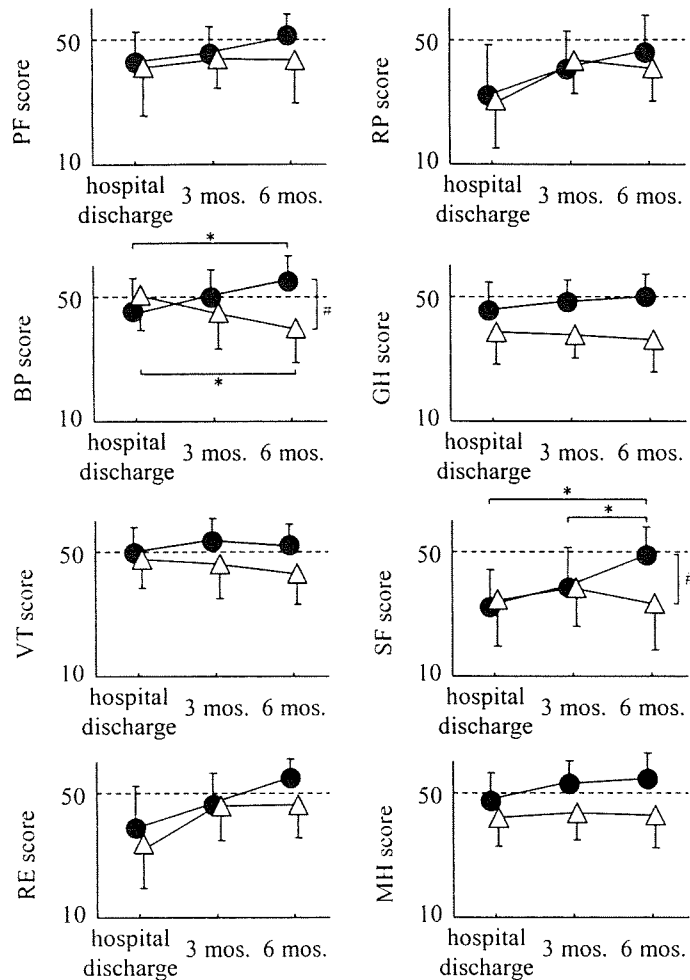 50
PF score
10
hospital
discharge
3 mos.
6 mos.
50
RP score
10
hospital
discharge
3 mos.
6 mos.
*
50
#
BP score
*
10
hospital
discharge
3 mos.
6 mos.
50
GH score
10
hospital
discharge
3 mos.
6 mos.
50
VT score
10
hospital
discharge
3 mos.
6 mos.
*
*
50
#
SF score
10
hospital
discharge
3 mos.
6 mos.
50
RE score
10
hospital
discharge
3 mos.
6 mos.
50
MH score
10
hospital
discharge
3 mos.
6 mos.